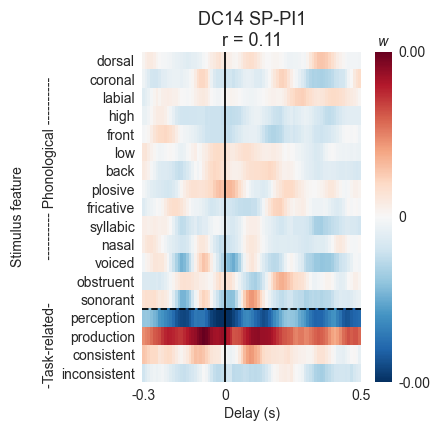 DC14 SP-PI1
r = 0.11
w
Stimulus feature
---------- Phonological ----------
-Task-related-
dorsal
coronal
labial
high
front
low
back
plosive
fricative
syllabic
nasal
voiced
obstruent
sonorant
perception
production
consistent
inconsistent
0.00
0
-0.00
-0.3
0
0.5
Delay (s)